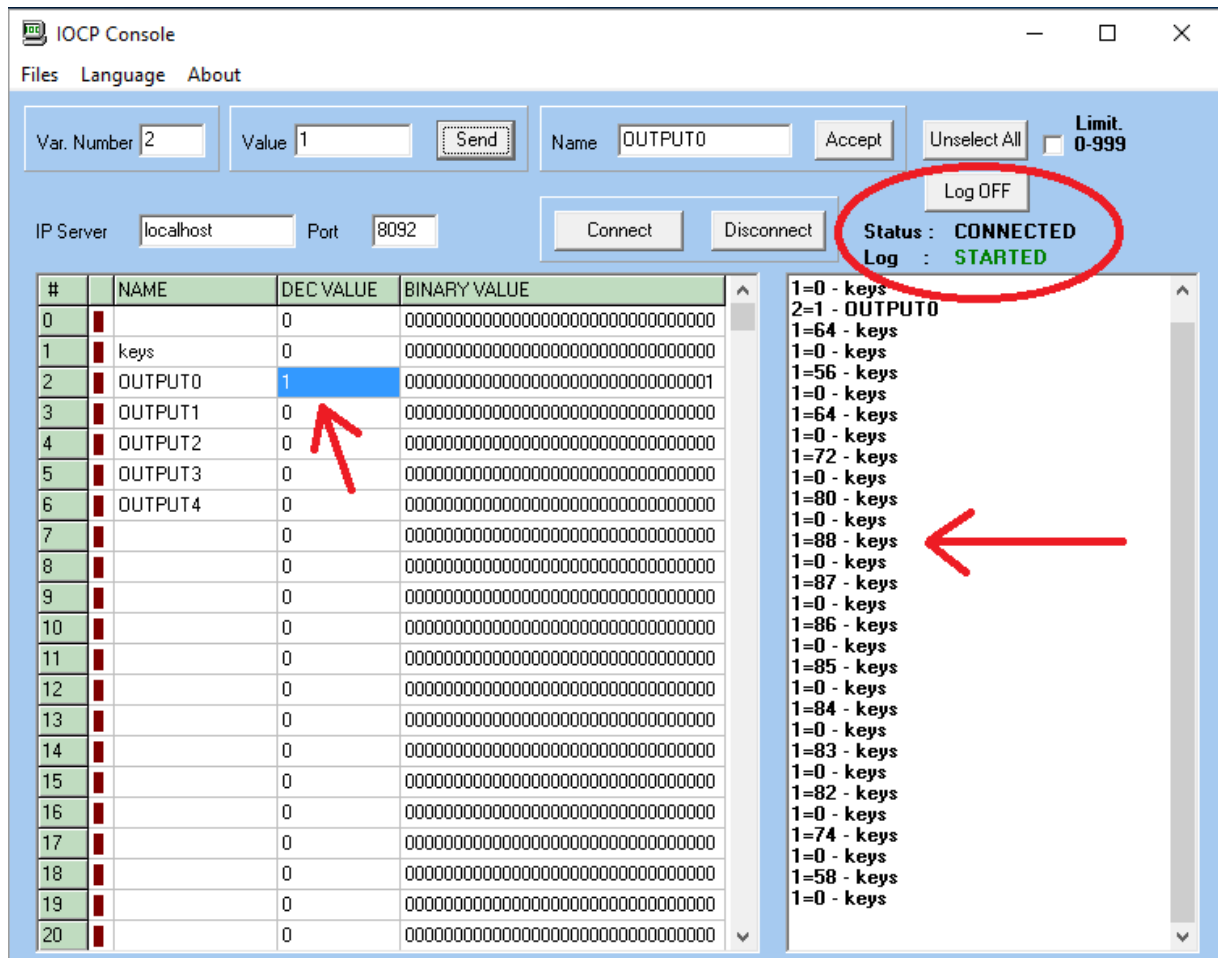 IOCP Console
Files Language About
Var. Number 2 Value 1 Send Name OUTPUT0 Accept Unselect All Limit. 0-999
Log OFF
IP Server localhost Port 8092 Connect Disconnect Status : CONNECTED
Log : STARTED
# NAME DEC VALUE BINARY VALUE
0 0 00000000000000000000000000000000
1 keys 0 00000000000000000000000000000000
2 OUTPUT0 1 00000000000000000000000000000001
3 OUTPUT1 0 00000000000000000000000000000000
4 OUTPUT2 0 00000000000000000000000000000000
5 OUTPUT3 0 00000000000000000000000000000000
6 OUTPUT4 0 00000000000000000000000000000000
7 0 00000000000000000000000000000000
8 0 00000000000000000000000000000000
9 0 00000000000000000000000000000000
10 0 00000000000000000000000000000000
11 0 00000000000000000000000000000000
12 0 00000000000000000000000000000000
13 0 00000000000000000000000000000000
14 0 00000000000000000000000000000000
15 0 00000000000000000000000000000000
16 0 00000000000000000000000000000000
17 0 00000000000000000000000000000000
18 0 00000000000000000000000000000000
19 0 00000000000000000000000000000000
20 0 00000000000000000000000000000000
1=0 - keys
2=1 - OUTPUT0
1=64 - keys
1=0 - keys
1=56 - keys
1=0 - keys
1=64 - keys
1=0 - keys
1=72 - keys
1=0 - keys
1=80 - keys
1=0 - keys
1=88 - keys
1=0 - keys
1=87 - keys
1=0 - keys
1=86 - keys
1=0 - keys
1=85 - keys
1=0 - keys
1=84 - keys
1=0 - keys
1=83 - keys
1=0 - keys
1=82 - keys
1=0 - keys
1=74 - keys
1=0 - keys
1=58 - keys
1=0 - keys